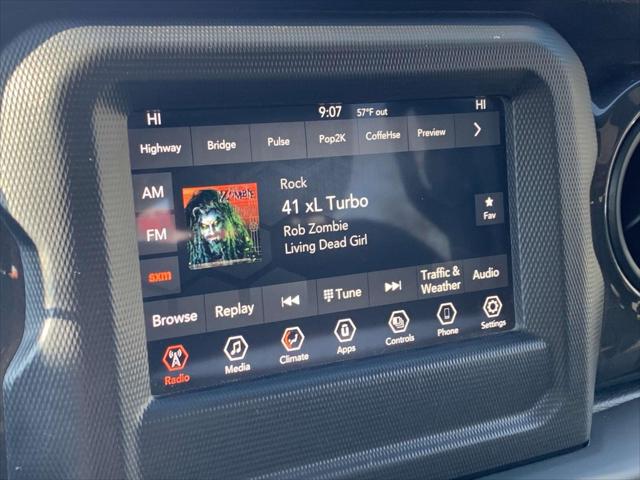 HI 9:07 57°F out HI
Highway Bridge Pulse Pop2K CoffeHse Preview
AM
FM
sxm
Rock
41 xL Turbo
Rob Zombie
Living Dead Girl
Fav
Browse Replay Tune Traffic & Weather Audio
Radio Media Climate Apps Controls Phone Settings